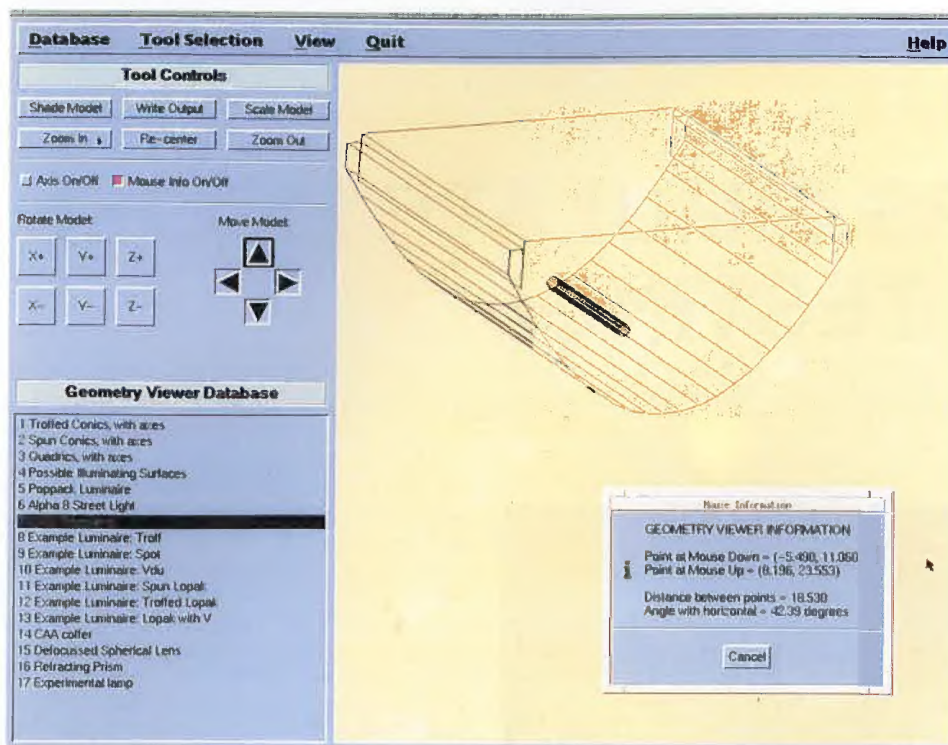 Database Tool Selection View Quit Help
Tool Controls
Shade Model Write Output Scale Model
Zoom In Re-center Zoom Out
Axis On/Off Mouse Info On/Off
Rotate Model: Move Model:
X+ Y+ Z+
X- Y- Z-
Geometry Viewer Database
1 Troffed Conics, with axes
2 Spun Conics, with axes
3 Quadrics, with axes
4 Possible Illuminating Surfaces
5 Poppack, Luminaire
6 Alpha 8 Street Light
8 Example Luminaire: Troff
9 Example Luminaire: Spot
10 Example Luminaire: Vdu
11 Example Luminaire: Spun Lopak
12 Example Luminaire: Troffed Lopak
13 Example Luminaire: Lopak with V
14 CAA coffer
15 Defocussed Spherical Lens
16 Refracting Prism
17 Experimental lamp
Mouse Information
GEOMETRY VIEWER INFORMATION
Point at Mouse Down = (-5.490, 11.060
Point at Mouse Up = (8.196, 23.553)
Distance between points = 18.530
Angle with horizontal = 42.39 degrees
Cancel